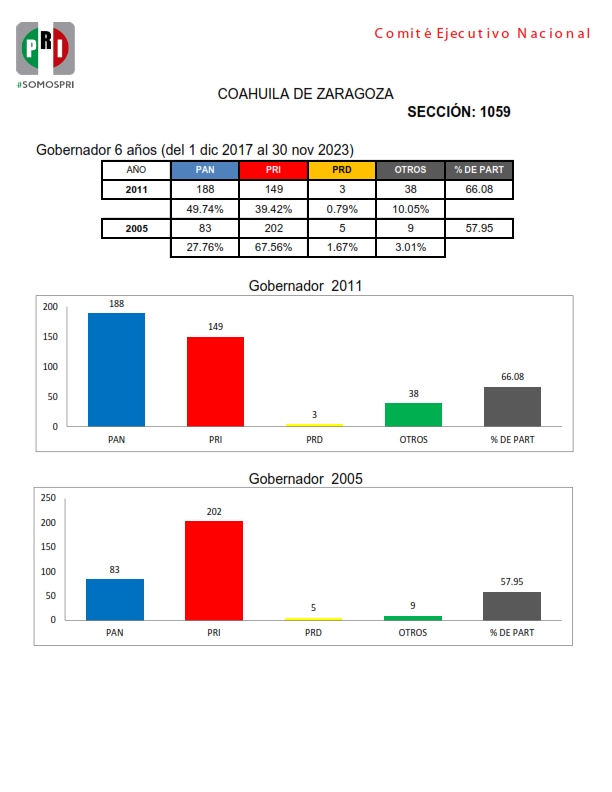 Comité Ejecutivo Nacional
PRI
#SOMOSPRI
COAHUILA DE ZARAGOZA
SECCIÓN: 1059
Gobernador 6 años (del 1 dic 2017 al 30 nov 2023)
AÑO PAN PRI PRD OTROS % DE PART
2011 188 149 3 38 66.08
49.74% 39.42% 0.79% 10.05%
2005 83 202 5 9 57.95
27.76% 67.56% 1.67% 3.01%
Gobernador 2011
200
150
100
50
0
188
149
3
38
66.08
PAN PRI PRD OTROS % DE PART
Gobernador 2005
250
200
150
100
50
0
83
202
5
9
57.95
PAN PRI PRD OTROS % DE PART